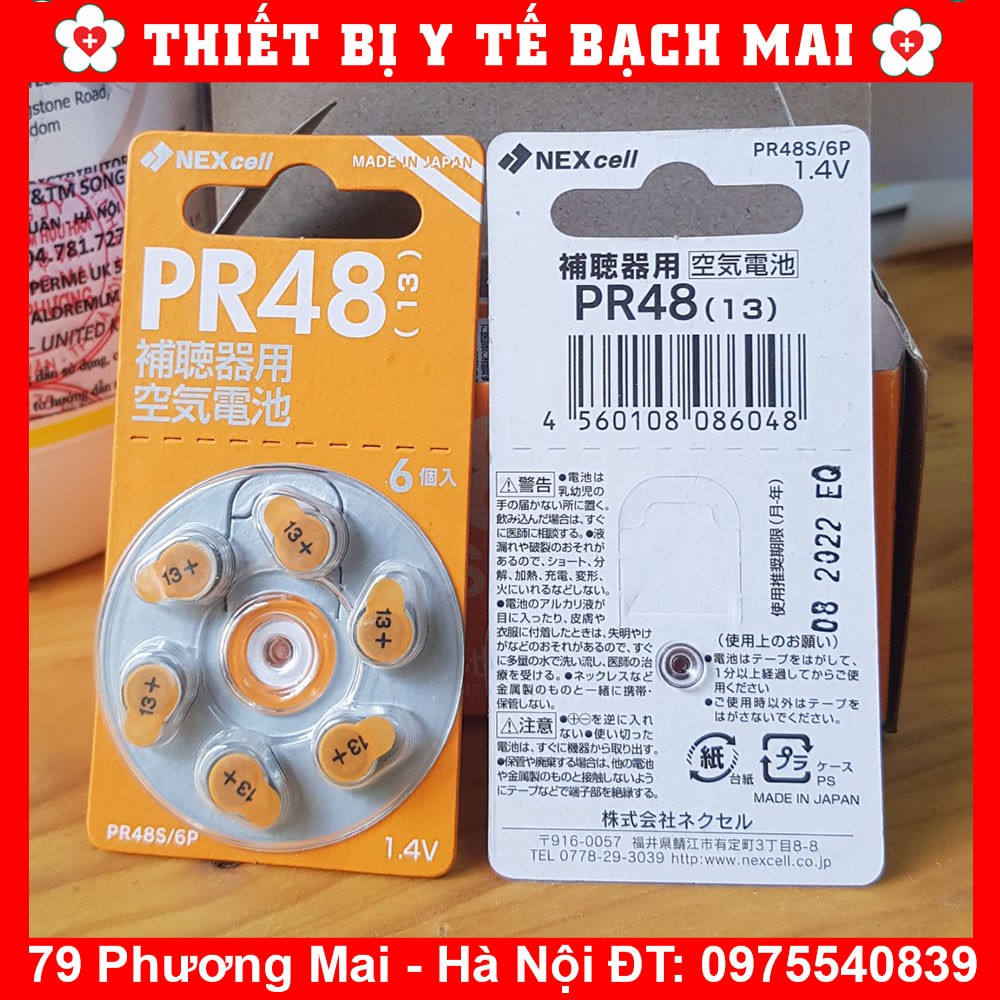 THIẾT BỊ Y TẾ BẠCH MAI
gstone Road,
dom
&TM SONG
UÂN - HÀ NỘI
04.781.727
PERME UK 5
ALDREMLM
- UNITED K
NEXcell
MADE IN JAPAN
PR48
(13)
補聴器用
空気電池
6個入
13+
13+
13+
13+
13+
13+
PR48S/6P
1.4V
NEXcell
PR48S/6P
1.4V
補聴器用 空気電池
PR48 (13)
4 560108 086048
⚠警告 ●電池は
乳幼児の
手の届かない所に置く。
飲み込んだ場合は、すぐ
に医師に相談する。●液
漏れや破裂のおそれが
あるので、ショート、分
解、加熱、充電、変形、
火にいれるなどしない。
●電池のアルカリ液が
目に入ったり、皮膚や
衣服に付着したときは、失明やけ
がなどのおそれがあるので、すぐ
に多量の水で洗い流し、医師の治
療を受ける。●ネックレスなど
金属製のものと一緒に携帯・
保管しない。
⚠注意 ●⊕⊖を逆に入れ
ない●使い切った
電池は、すぐに機器から取り出す。
●保管や廃棄する場合は、他の電池
や金属製のものと接触しないよう
にテープなどで端子部を絶縁する。
使用推奨期限(月-年)
08 2022 EQ
(使用上のお願い)
●電池はテープをはがして、
1分以上経過してからご使
用ください
●ご使用時以外はテープを
はがさないでください。
紙
台紙
プラ
ケース
PS
MADE IN JAPAN
株式会社ネクセル
〒916-0057 福井県鯖江市有定町3丁目8-8
TEL 0778-29-3039 http:www.nexcell.co.jp
79 Phương Mai - Hà Nội ĐT: 0975540839